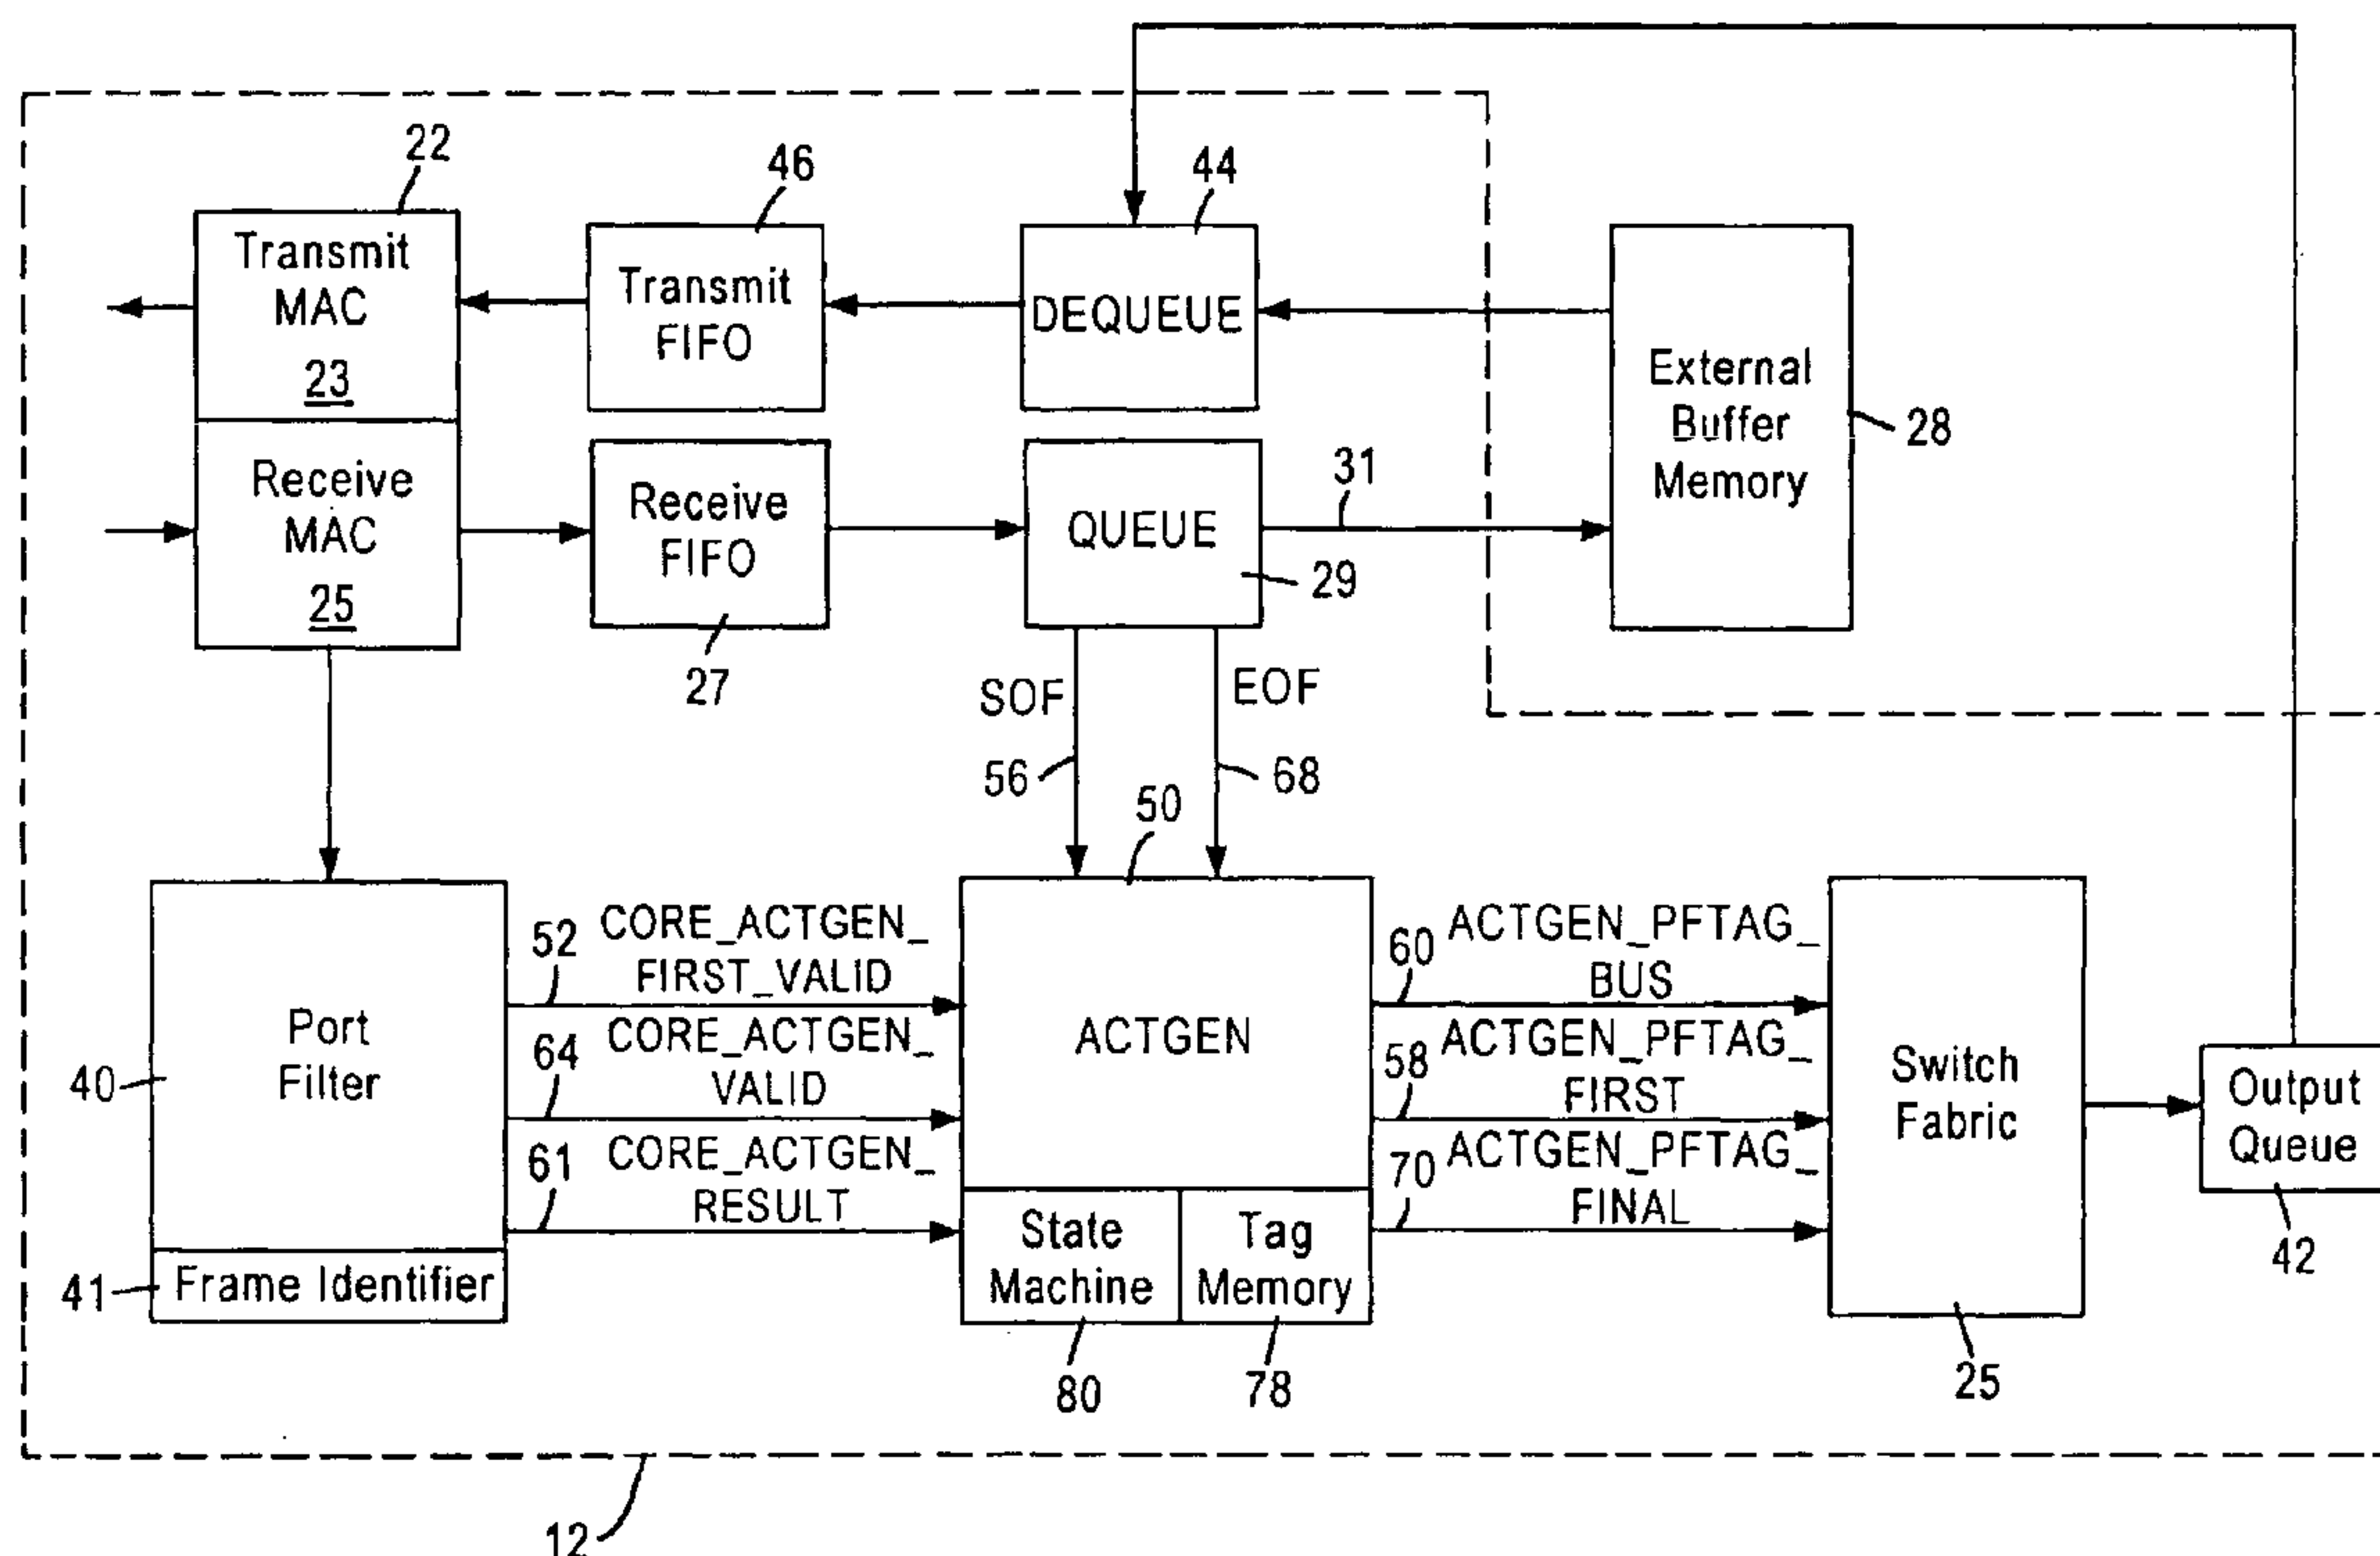 22
46
44
Transmit
MAC
23
Transmit
FIFO
DEQUEUE
External
Buffer
Memory
28
Receive
MAC
25
Receive
FIFO
27
QUEUE
29
31
SOF
EOF
56
68
50
Port
Filter
40
41
Frame Identifier
52
CORE_ACTGEN_
FIRST_VALID
64
CORE_ACTGEN_
VALID
61
CORE_ACTGEN_
RESULT
ACTGEN
State
Machine
80
Tag
Memory
78
60
ACTGEN_PFTAG_
BUS
58
ACTGEN_PFTAG_
FIRST
70
ACTGEN_PFTAG_
FINAL
Switch
Fabric
25
Output
Queue
42
12